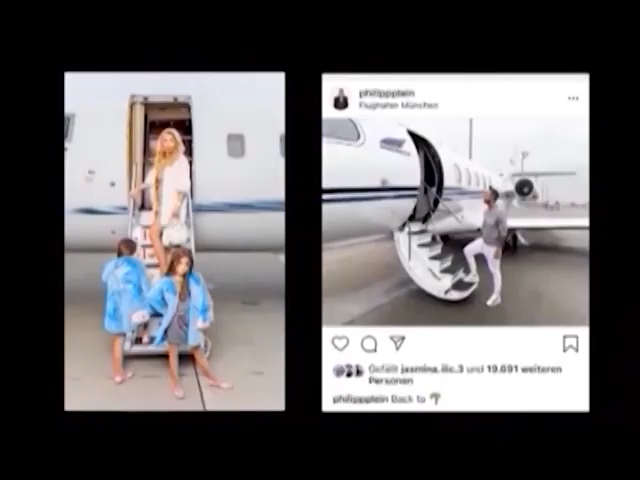 philippplein
Flughafen München
Gefällt jasmina.ilic.3 und 19.691 weiteren
Personen
philippplein Back to 🌴